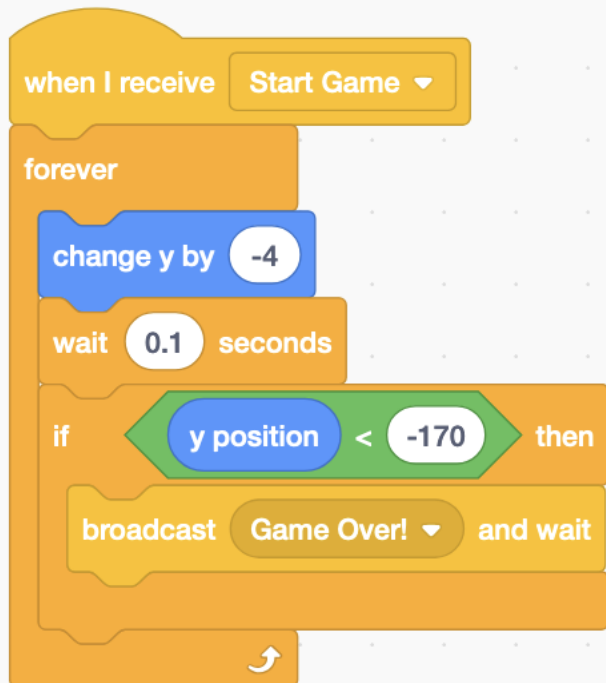 when I receive Start Game
forever
change y by -4
wait 0.1 seconds
if y position < -170 then
broadcast Game Over! and wait